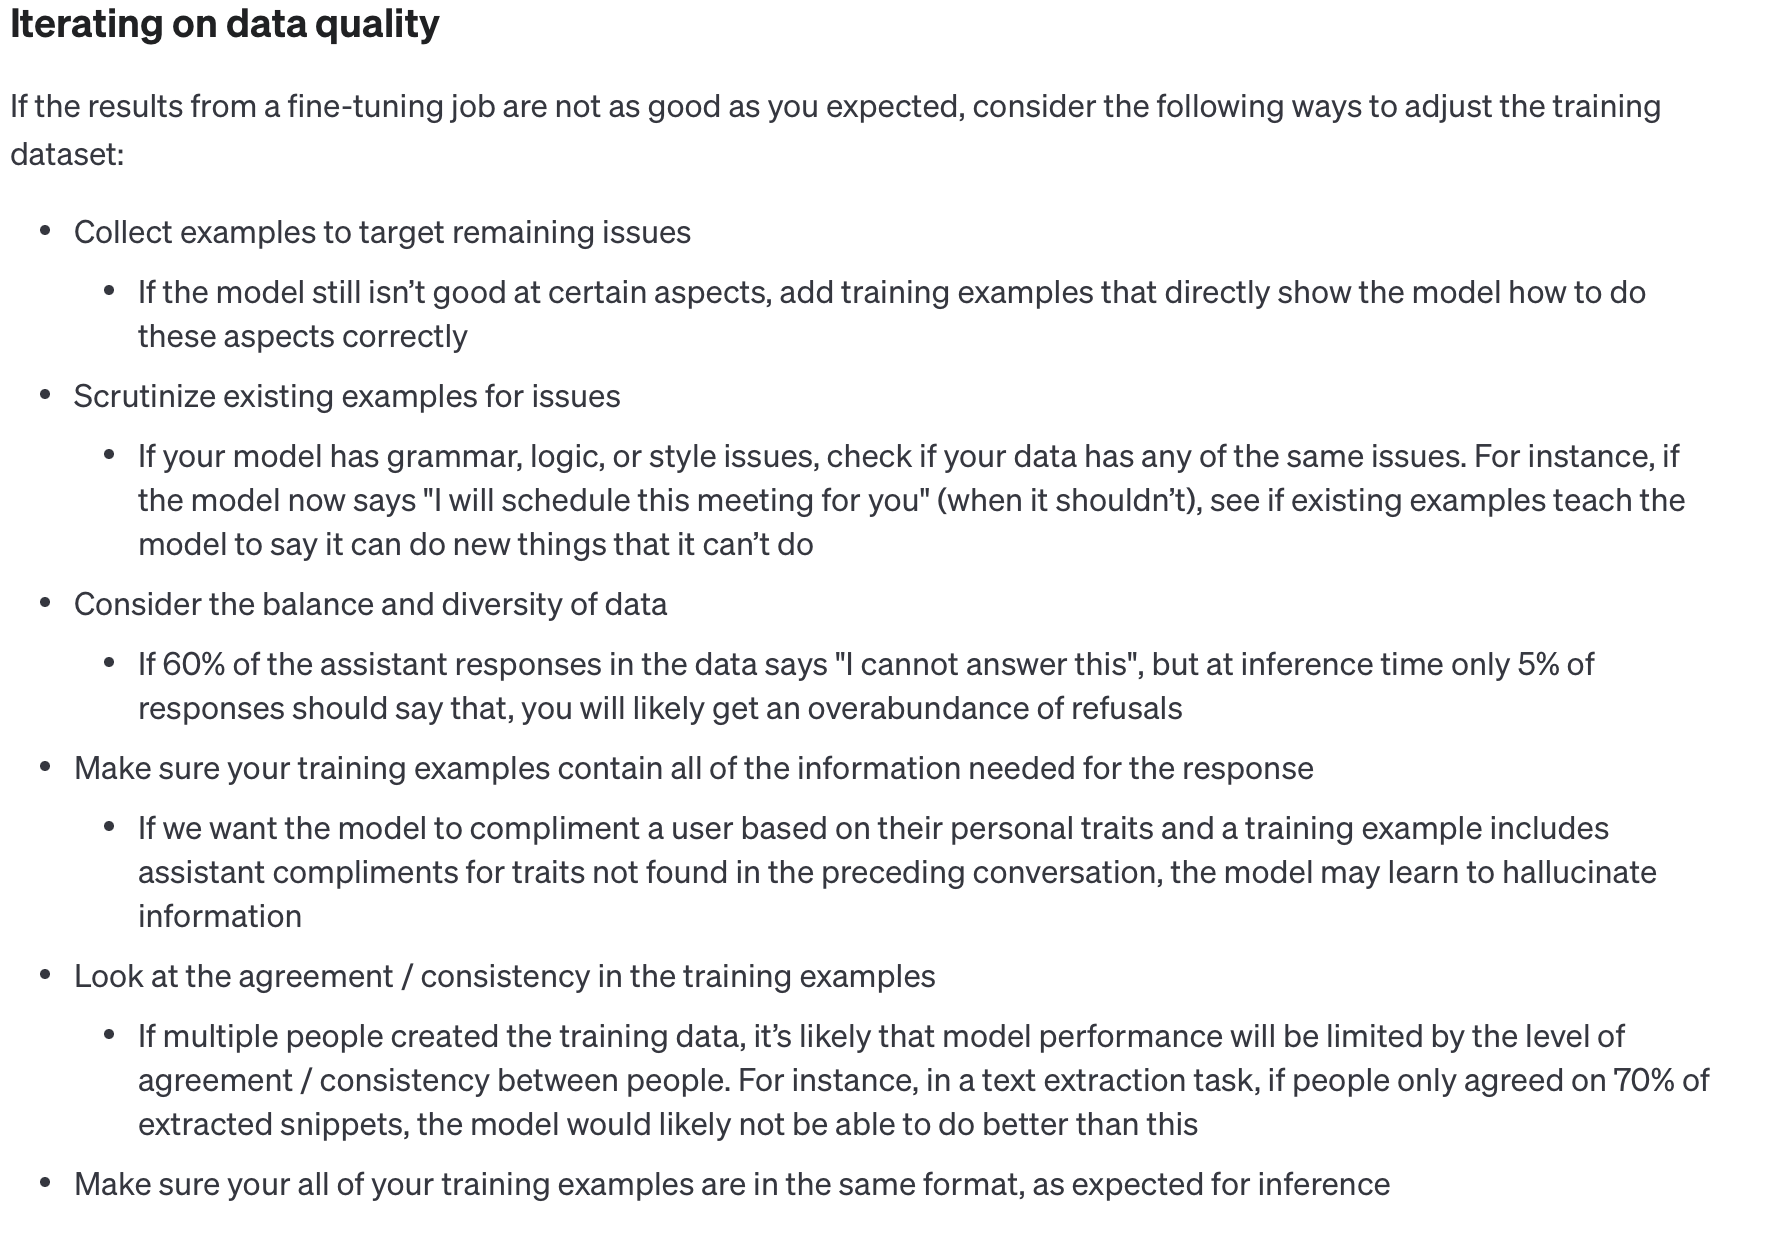 Iterating on data quality
If the results from a fine-tuning job are not as good as you expected, consider the following ways to adjust the training
dataset:
• Collect examples to target remaining issues
• If the model still isn’t good at certain aspects, add training examples that directly show the model how to do
these aspects correctly
• Scrutinize existing examples for issues
• If your model has grammar, logic, or style issues, check if your data has any of the same issues. For instance, if
the model now says "I will schedule this meeting for you" (when it shouldn’t), see if existing examples teach the
model to say it can do new things that it can’t do
• Consider the balance and diversity of data
• If 60% of the assistant responses in the data says "I cannot answer this", but at inference time only 5% of
responses should say that, you will likely get an overabundance of refusals
• Make sure your training examples contain all of the information needed for the response
• If we want the model to compliment a user based on their personal traits and a training example includes
assistant compliments for traits not found in the preceding conversation, the model may learn to hallucinate
information
• Look at the agreement / consistency in the training examples
• If multiple people created the training data, it’s likely that model performance will be limited by the level of
agreement / consistency between people. For instance, in a text extraction task, if people only agreed on 70% of
extracted snippets, the model would likely not be able to do better than this
• Make sure your all of your training examples are in the same format, as expected for inference